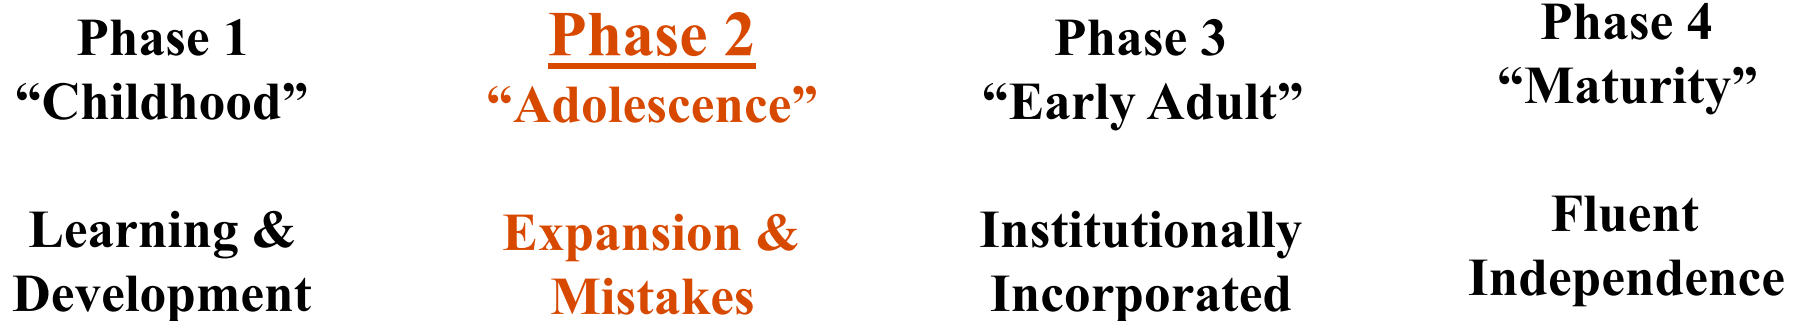 Phase 1
“Childhood”
Learning &
Development
Phase 2
“Adolescence”
Expansion &
Mistakes
Phase 3
“Early Adult”
Institutionally
Incorporated
Phase 4
“Maturity”
Fluent
Independence